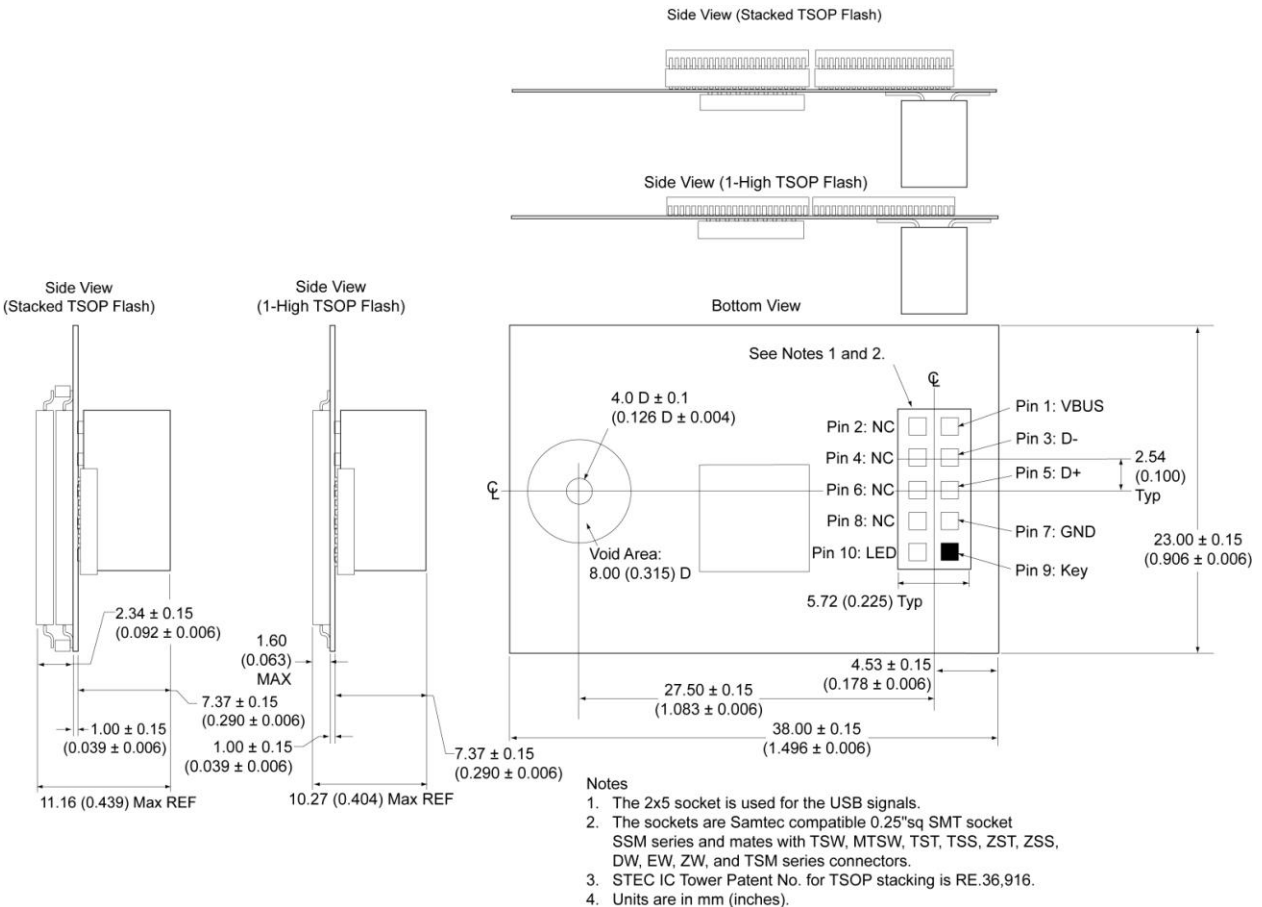 Side View (Stacked TSOP Flash)
Side View (1-High TSOP Flash)
Side View
(Stacked TSOP Flash)
Side View
(1-High TSOP Flash)
Bottom View
See Notes 1 and 2.
℄
4.0 D ± 0.1
(0.126 D ± 0.004)
Pin 1: VBUS
Pin 2: NC
Pin 3: D-
Pin 4: NC
2.54
(0.100)
Typ
Pin 5: D+
℄
Pin 6: NC
Pin 8: NC
Pin 7: GND
23.00 ± 0.15
(0.906 ± 0.006)
Void Area:
8.00 (0.315) D
Pin 10: LED
Pin 9: Key
5.72 (0.225) Typ
2.34 ± 0.15
(0.092 ± 0.006)
1.60
(0.063)
MAX
4.53 ± 0.15
(0.178 ± 0.006)
27.50 ± 0.15
(1.083 ± 0.006)
7.37 ± 0.15
(0.290 ± 0.006)
1.00 ± 0.15
(0.039 ± 0.006)
1.00 ± 0.15
(0.039 ± 0.006)
38.00 ± 0.15
(1.496 ± 0.006)
7.37 ± 0.15
(0.290 ± 0.006)
11.16 (0.439) Max REF
10.27 (0.404) Max REF
Notes
1. The 2x5 socket is used for the USB signals.
2. The sockets are Samtec compatible 0.25"sq SMT socket
SSM series and mates with TSW, MTSW, TST, TSS, ZST, ZSS,
DW, EW, ZW, and TSM series connectors.
3. STEC IC Tower Patent No. for TSOP stacking is RE.36,916.
4. Units are in mm (inches).